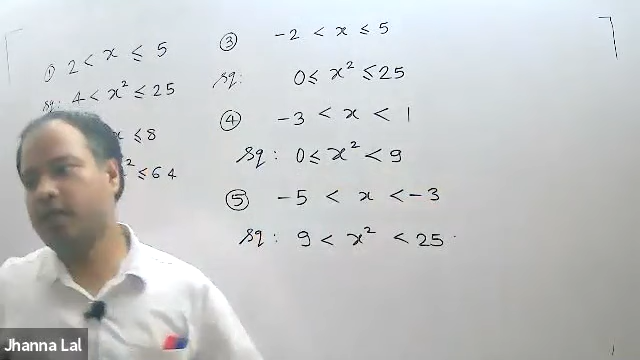 ① 2 < x ≤ 5
sq: 4 < x² ≤ 25
x ≤ 8
² ≤ 64
③ -2 < x ≤ 5
sq: 0 ≤ x² ≤ 25
④ -3 < x < 1
sq: 0 ≤ x² < 9
⑤ -5 < x < -3
sq: 9 < x² < 25
Jhanna Lal